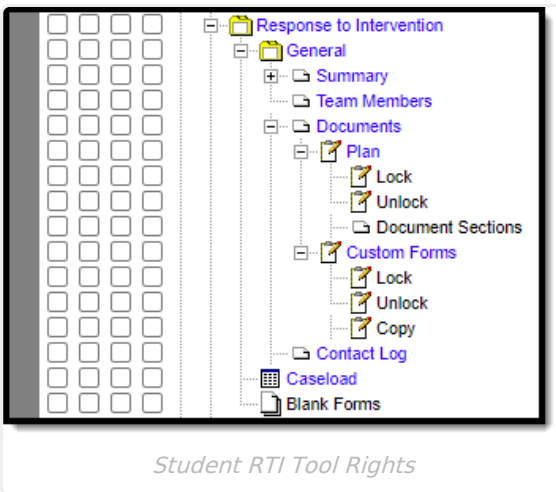 Response to Intervention
General
Summary
Team Members
Documents
Plan
Lock
Unlock
Document Sections
Custom Forms
Lock
Unlock
Copy
Contact Log
Caseload
Blank Forms
Student RTI Tool Rights